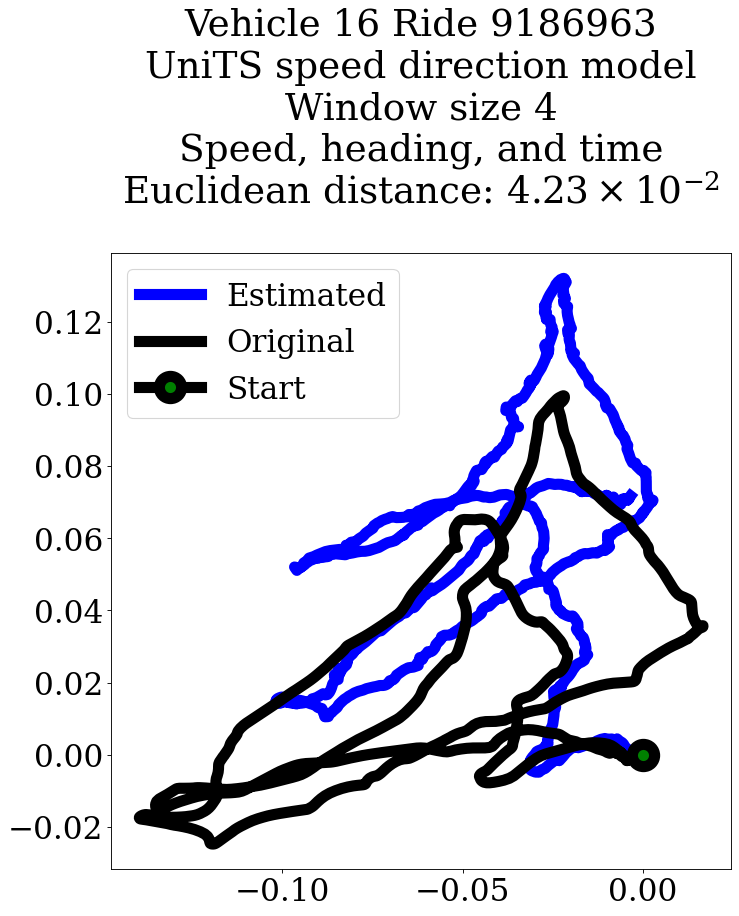 Vehicle 16 Ride 9186963
UniTS speed direction model
Window size 4
Speed, heading, and time
Euclidean distance: 4.23 × 10⁻²
Estimated
Original
Start
0.12
0.10
0.08
0.06
0.04
0.02
0.00
−0.02
−0.10
−0.05
0.00